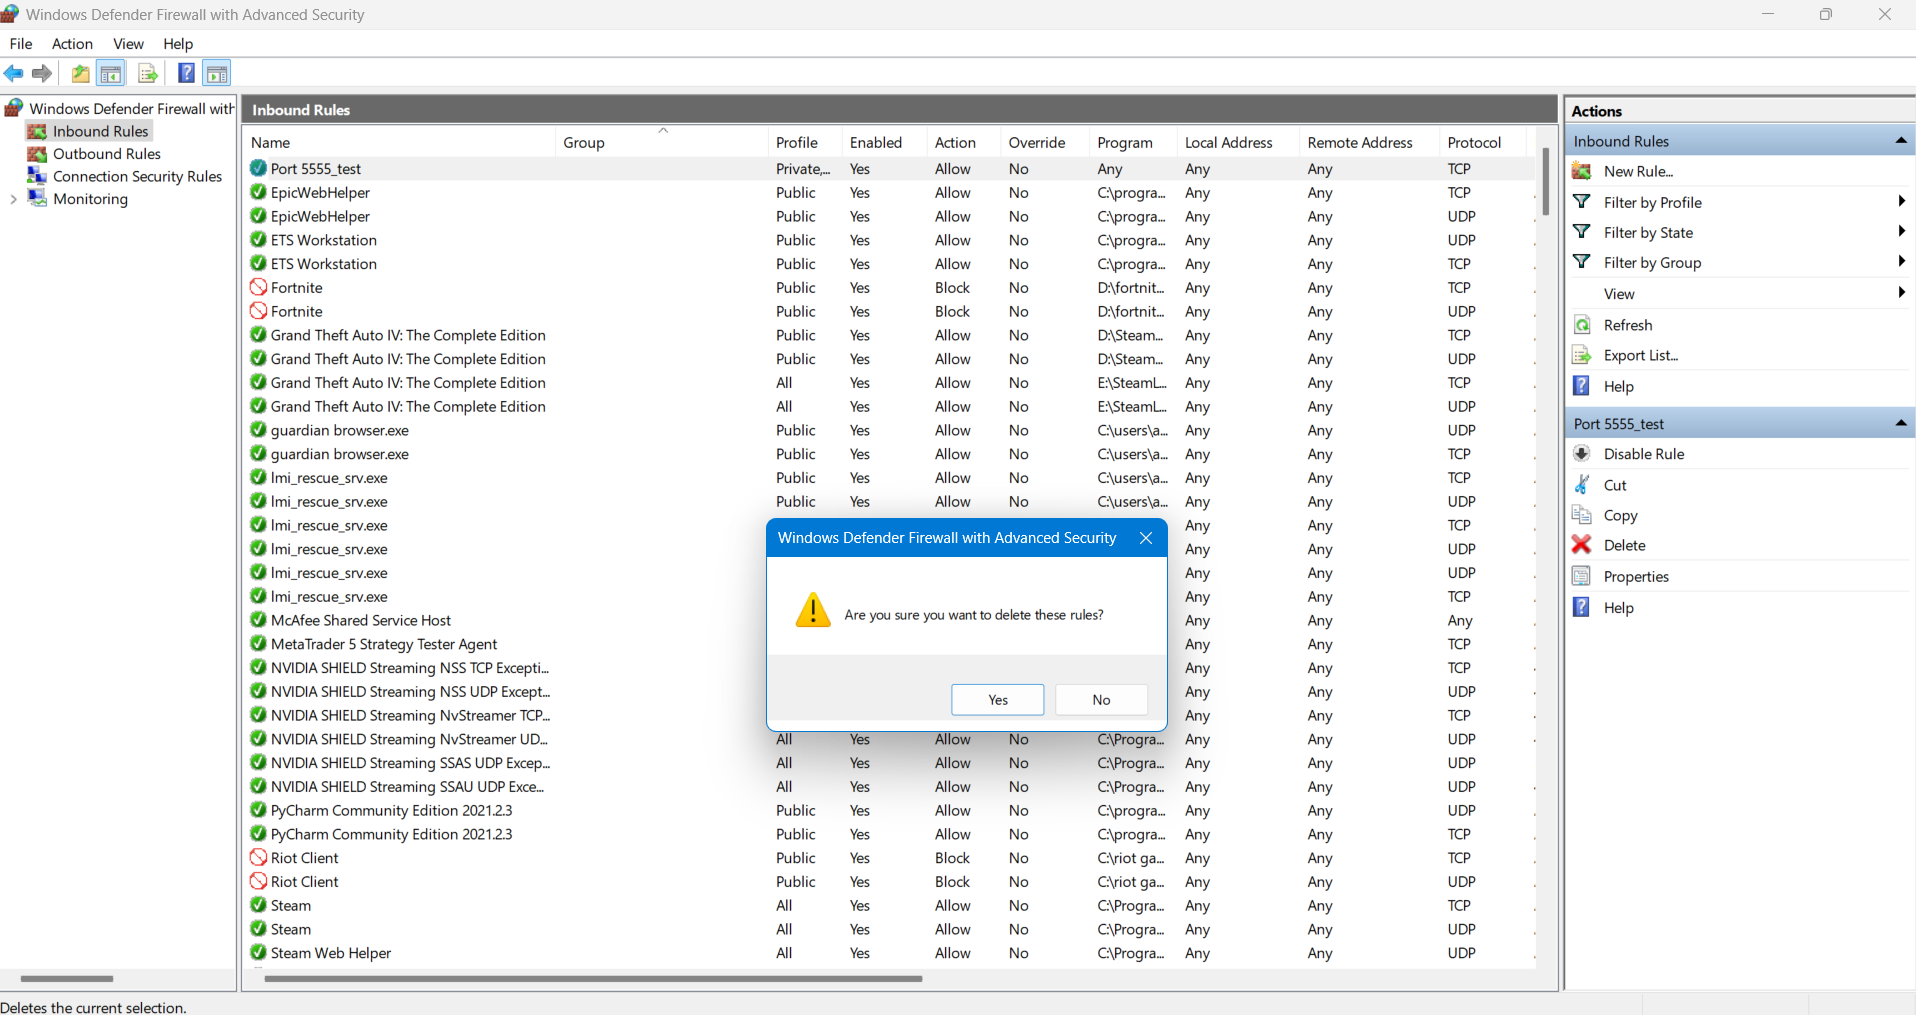 Windows Defender Firewall with Advanced Security
File Action View Help
Windows Defender Firewall with
Inbound Rules
Outbound Rules
Connection Security Rules
Monitoring
Inbound Rules
Name Group Profile Enabled Action Override Program Local Address Remote Address Protocol
Port 5555_test Private,... Yes Allow No Any Any Any TCP
EpicWebHelper Public Yes Allow No C:\progra... Any Any TCP
EpicWebHelper Public Yes Allow No C:\progra... Any Any UDP
ETS Workstation Public Yes Allow No C:\progra... Any Any UDP
ETS Workstation Public Yes Allow No C:\progra... Any Any TCP
Fortnite Public Yes Block No D:\fortnit... Any Any TCP
Fortnite Public Yes Block No D:\fortnit... Any Any UDP
Grand Theft Auto IV: The Complete Edition Public Yes Allow No D:\Steam... Any Any TCP
Grand Theft Auto IV: The Complete Edition Public Yes Allow No D:\Steam... Any Any UDP
Grand Theft Auto IV: The Complete Edition All Yes Allow No E:\SteamL... Any Any TCP
Grand Theft Auto IV: The Complete Edition All Yes Allow No E:\SteamL... Any Any UDP
guardian browser.exe Public Yes Allow No C:\users\a... Any Any UDP
guardian browser.exe Public Yes Allow No C:\users\a... Any Any TCP
lmi_rescue_srv.exe Public Yes Allow No C:\users\a... Any Any TCP
lmi_rescue_srv.exe Public Yes Allow No C:\users\a... Any Any UDP
lmi_rescue_srv.exe Any Any TCP
lmi_rescue_srv.exe Any Any UDP
lmi_rescue_srv.exe Any Any UDP
lmi_rescue_srv.exe Any Any TCP
McAfee Shared Service Host Any Any Any
MetaTrader 5 Strategy Tester Agent Any Any TCP
NVIDIA SHIELD Streaming NSS TCP Excepti... Any Any TCP
NVIDIA SHIELD Streaming NSS UDP Except... Any Any UDP
NVIDIA SHIELD Streaming NvStreamer TCP... Any Any TCP
NVIDIA SHIELD Streaming NvStreamer UD... All Yes Allow No C:\Progra... Any Any UDP
NVIDIA SHIELD Streaming SSAS UDP Excep... All Yes Allow No C:\Progra... Any Any UDP
NVIDIA SHIELD Streaming SSAU UDP Exce... All Yes Allow No C:\Progra... Any Any UDP
PyCharm Community Edition 2021.2.3 Public Yes Allow No C:\progra... Any Any UDP
PyCharm Community Edition 2021.2.3 Public Yes Allow No C:\progra... Any Any TCP
Riot Client Public Yes Block No C:\riot ga... Any Any TCP
Riot Client Public Yes Block No C:\riot ga... Any Any UDP
Steam All Yes Allow No C:\Progra... Any Any TCP
Steam All Yes Allow No C:\Progra... Any Any UDP
Steam Web Helper All Yes Allow No C:\Progra... Any Any UDP
Windows Defender Firewall with Advanced Security
Are you sure you want to delete these rules?
Yes No
Actions
Inbound Rules
New Rule...
Filter by Profile
Filter by State
Filter by Group
View
Refresh
Export List...
Help
Port 5555_test
Disable Rule
Cut
Copy
Delete
Properties
Help
Deletes the current selection.